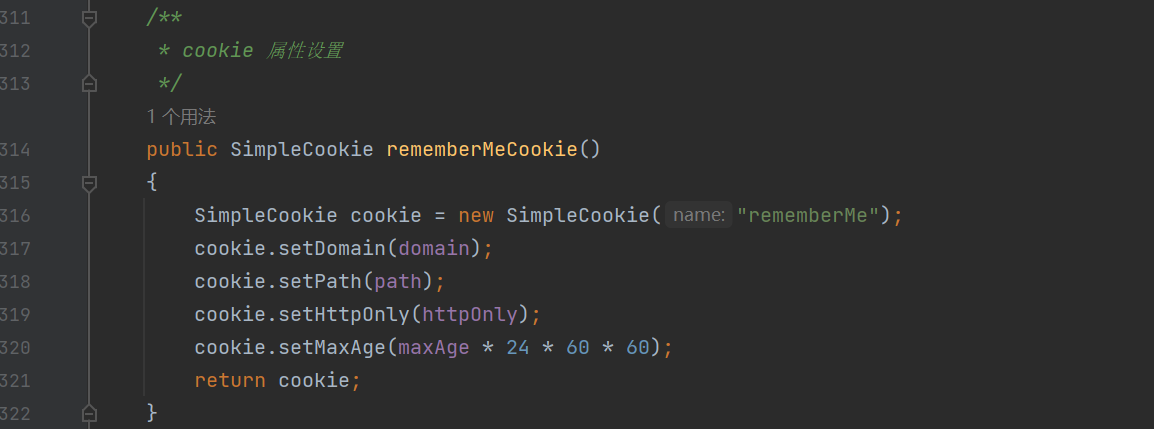 311 /**
312 * cookie 属性设置
313 */
1 个用法
314 public SimpleCookie rememberMeCookie()
315 {
316 SimpleCookie cookie = new SimpleCookie( name: "rememberMe");
317 cookie.setDomain(domain);
318 cookie.setPath(path);
319 cookie.setHttpOnly(httpOnly);
320 cookie.setMaxAge(maxAge * 24 * 60 * 60);
321 return cookie;
322 }